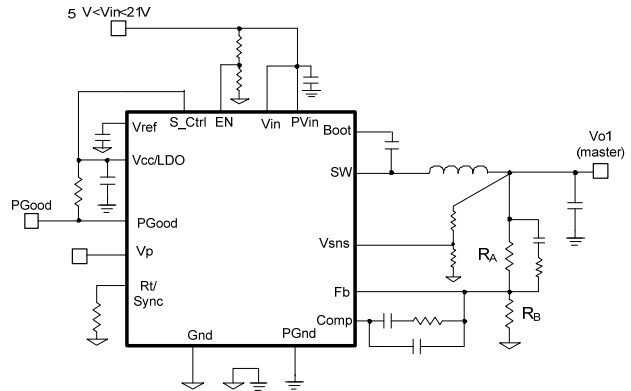 5 V<Vin<21V
S_Ctrl EN Vin PVin
Vref
Boot
Vcc/LDO
SW
Vo1
(master)
PGood
PGood
Vp
Vsns
RA
Rt/
Sync
Fb
Comp
RB
Gnd
PGnd